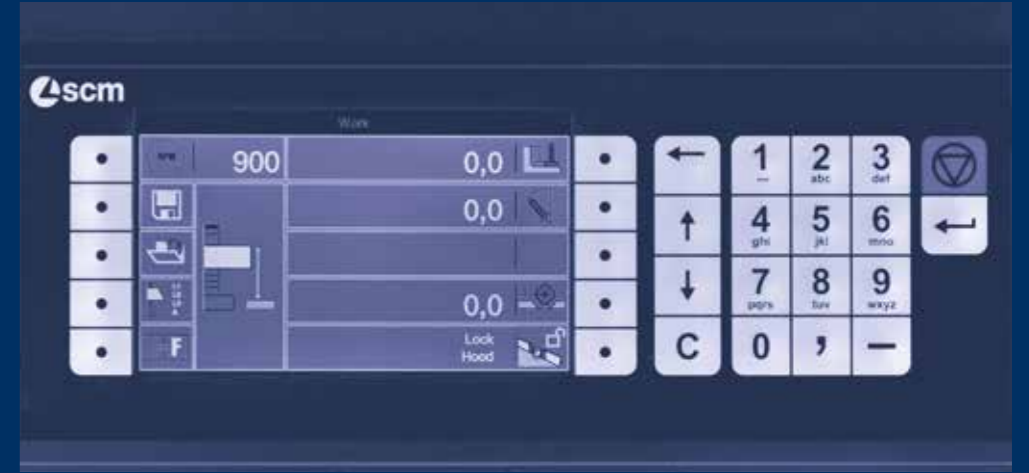 scm
Work
900
0,0
0,0
0,0
Lock
Hood
F
1
2
abc
3
def
4
ghi
5
jkl
6
mno
7
pqrs
8
tuv
9
wxyz
C
0
,
—